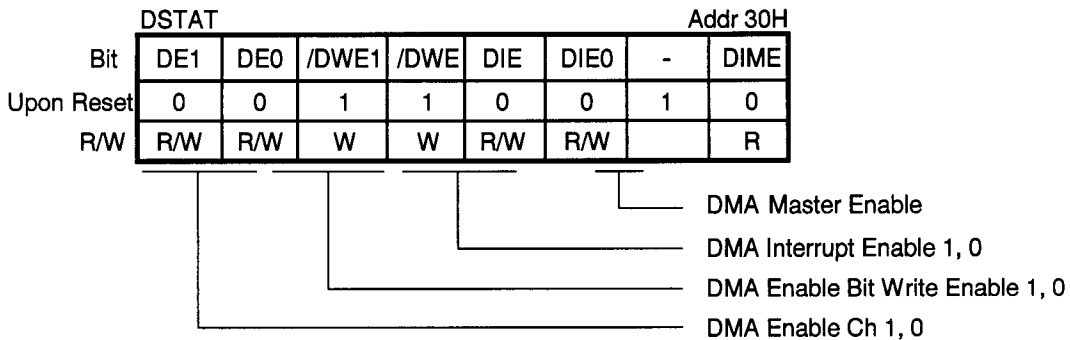 DSTAT Addr 30H
Bit DE1 DE0 /DWE1 /DWE DIE DIE0 - DIME
Upon Reset 0 0 1 1 0 0 1 0
R/W R/W R/W W W R/W R/W R
DMA Master Enable
DMA Interrupt Enable 1, 0
DMA Enable Bit Write Enable 1, 0
DMA Enable Ch 1, 0